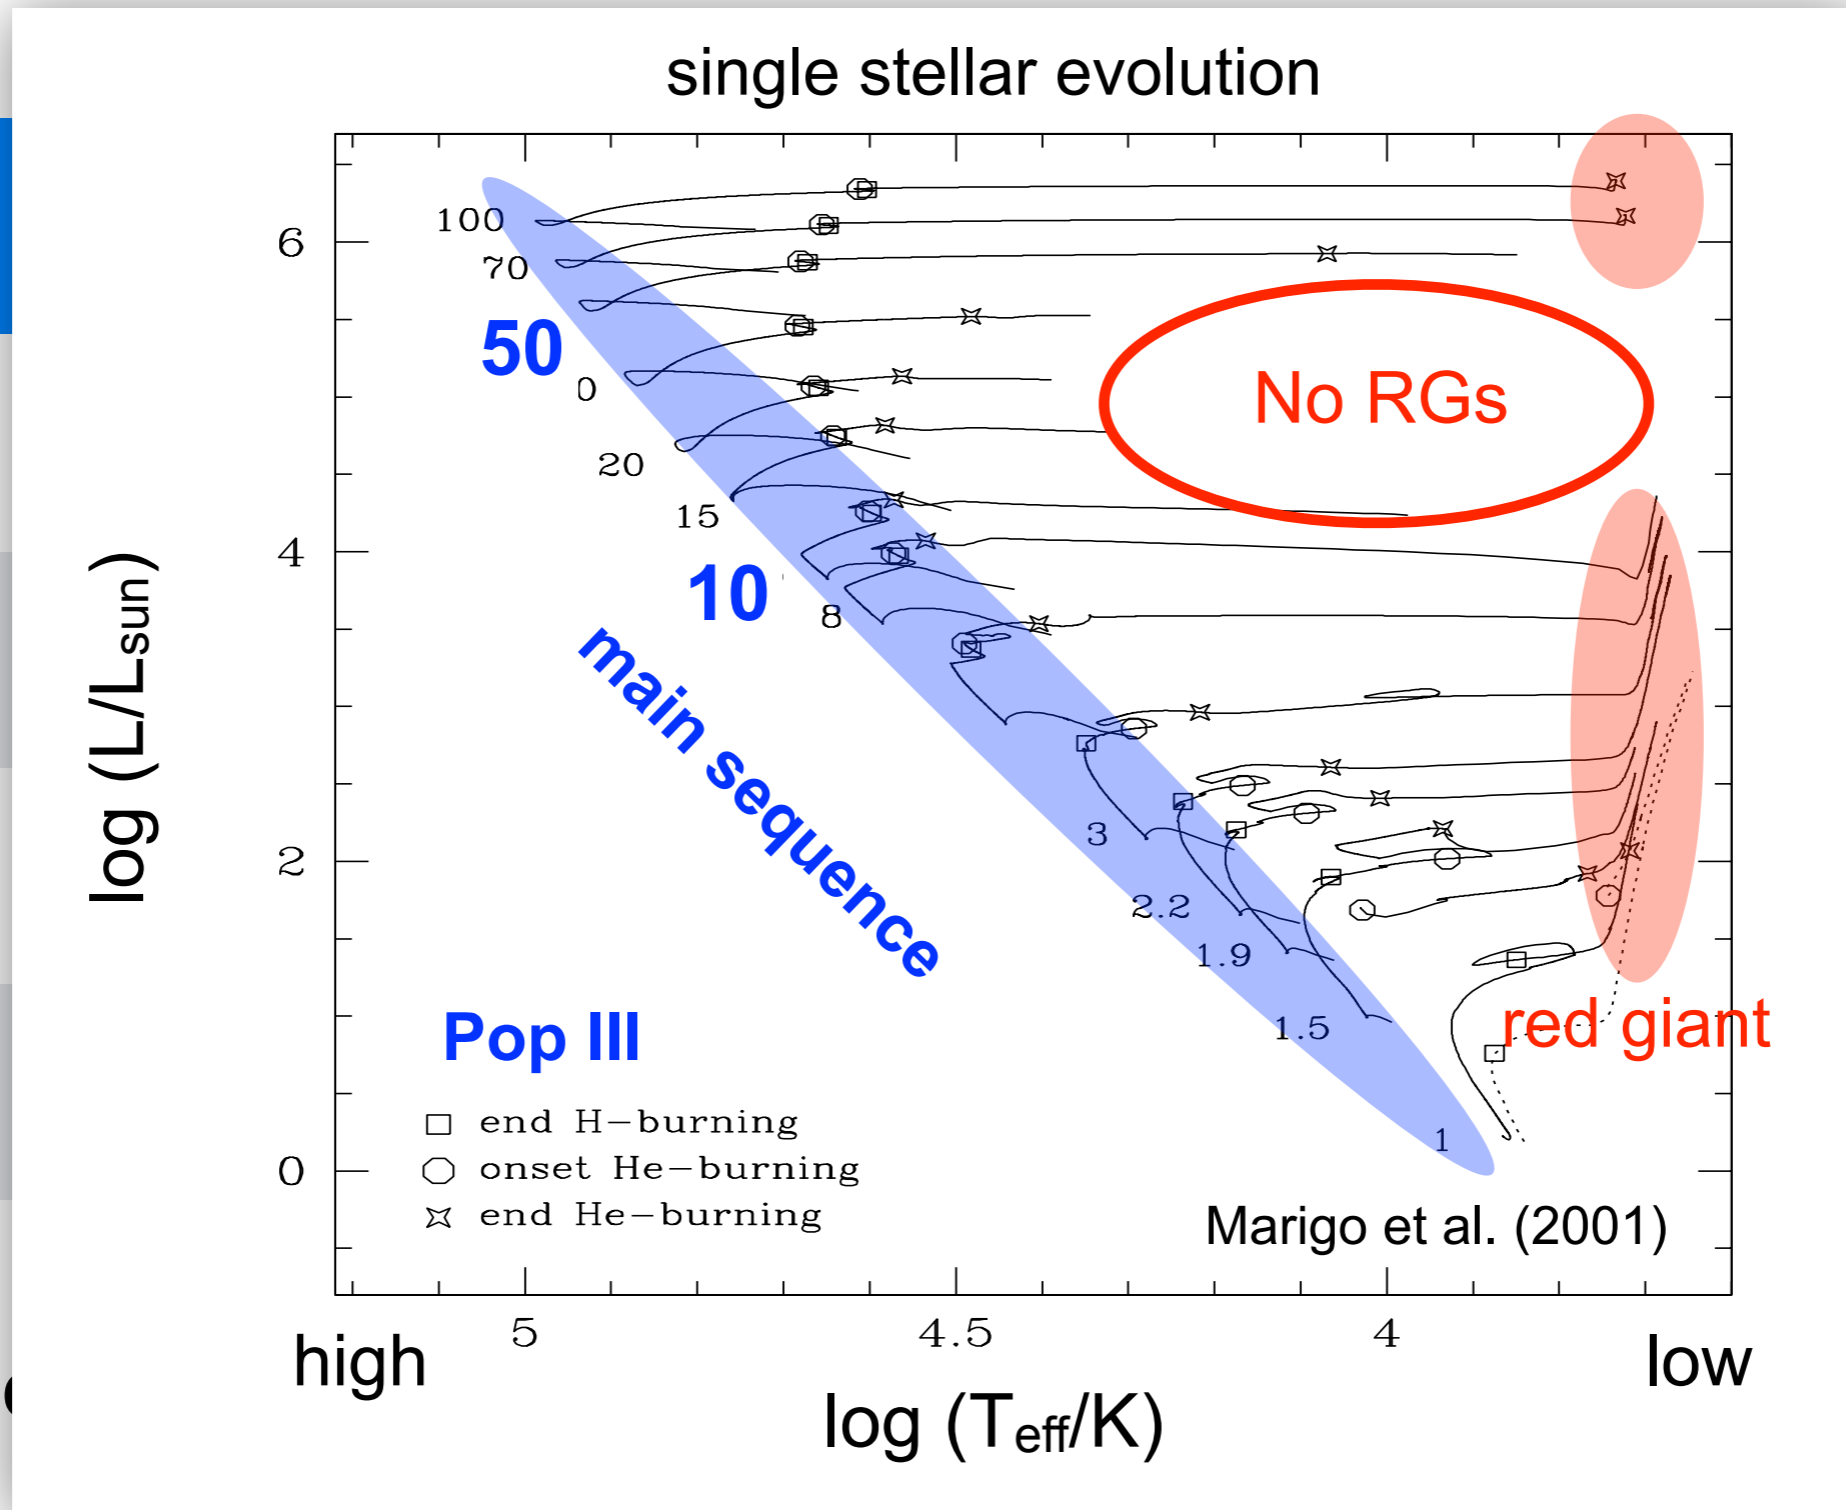 single stellar evolution
100
6
70
50
0
No RGs
20
15
4
10
8
main sequence
3
2
2.2
1.9
1.5
red giant
Pop III
end H−burning
1
onset He−burning
0
end He−burning
Marigo et al. (2001)
5
4.5
4
high
low
log (Teff/K)
log (L/Lsun)